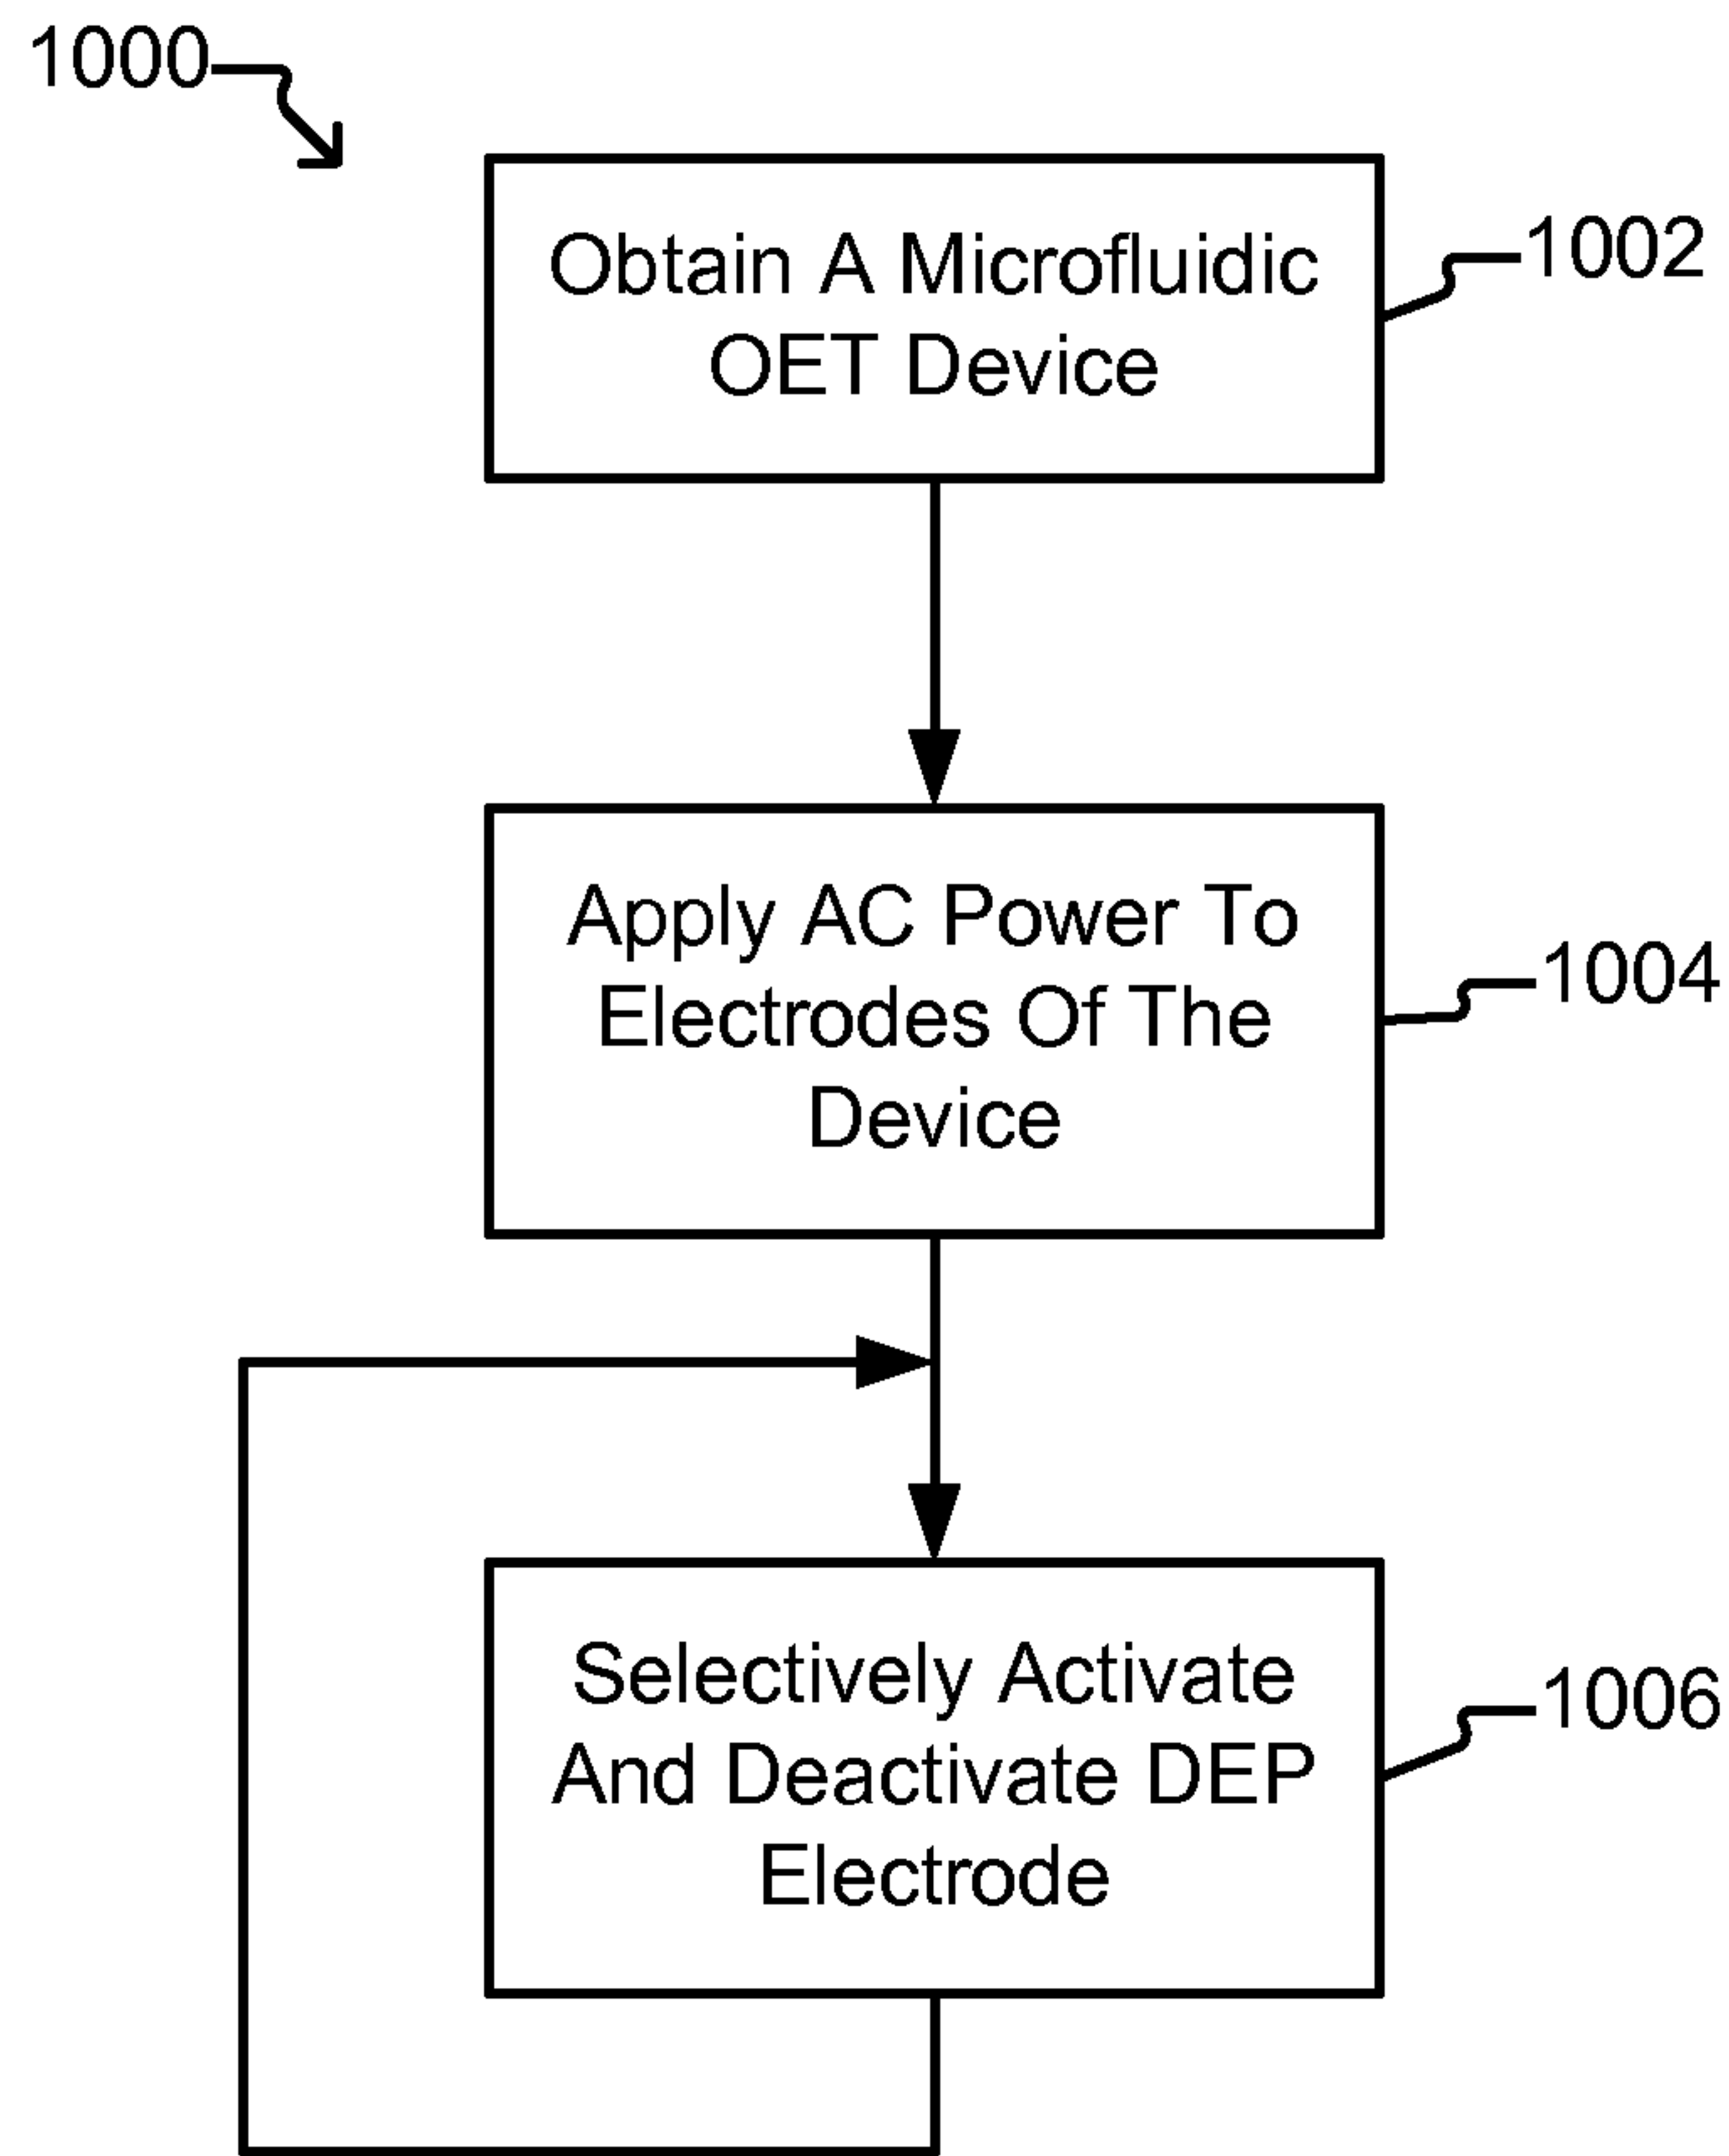 1000
Obtain A Microfluidic
OET Device
1002
Apply AC Power To
Electrodes Of The
Device
1004
Selectively Activate
And Deactivate DEP
Electrode
1006